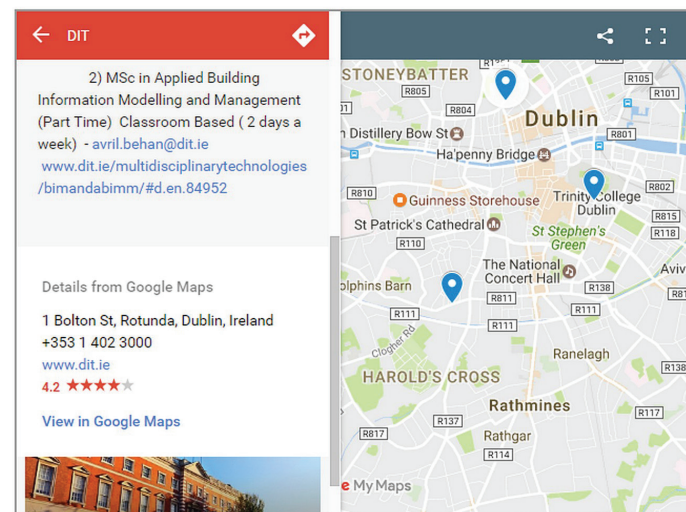 DIT
2) MSc in Applied Building
Information Modelling and Management
(Part Time) Classroom Based ( 2 days a
week) - avril.behan@dit.ie
www.dit.ie/multidisciplinarytechnologies
/bimandabimm/#d.en.84952
Details from Google Maps
1 Bolton St, Rotunda, Dublin, Ireland
+353 1 402 3000
www.dit.ie
4.2
View in Google Maps
STONEYBATTER
R805
R105
R101
R804
Dublin
n Distillery Bow St
R801
Ha'penny Bridge
R810
Guinness Storehouse
Trinity College
Dublin
R802
R815
St Patrick's Cathedral
St Stephen's
Green
R118
R110
The National
Concert Hall
Aviv
olphins Barn
R138
R811
R111
R111
R111
Clogher Rd
Ranelagh
R138
HAROLD'S CROSS
Rathmines
R137
R117
R817
Rathgar
R114
e My Maps